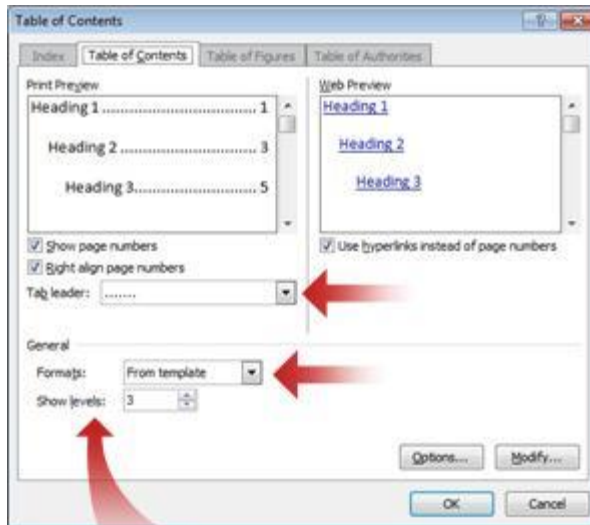 Table of Contents
Index Table of Contents Table of Figures Table of Authorities
Print Preview
Heading 1 ........................................ 1
Heading 2 .................................... 3
Heading 3.................................. 5
Web Preview
Heading 1
Heading 2
Heading 3
Show page numbers
Right align page numbers
Use hyperlinks instead of page numbers
Tab leader: .......
General
Formats: From template
Show levels: 3
Options... Modify...
OK Cancel